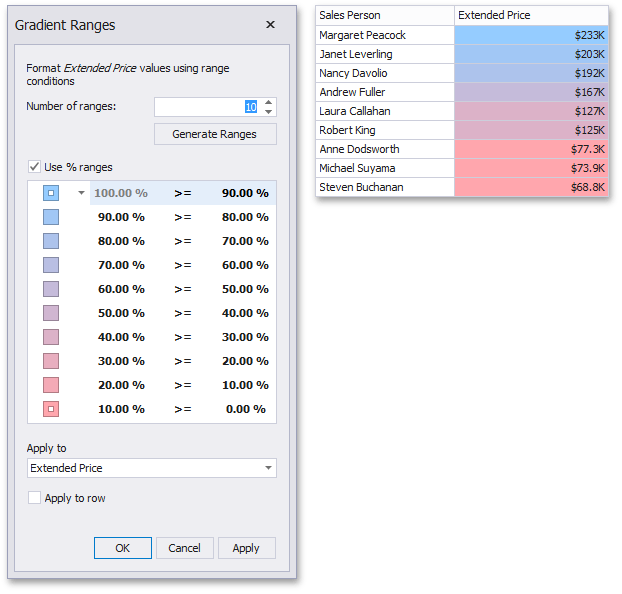 Gradient Ranges
Format Extended Price values using range
conditions
Number of ranges: 10
Generate Ranges
Use % ranges
100.00 % >= 90.00 %
90.00 % >= 80.00 %
80.00 % >= 70.00 %
70.00 % >= 60.00 %
60.00 % >= 50.00 %
50.00 % >= 40.00 %
40.00 % >= 30.00 %
30.00 % >= 20.00 %
20.00 % >= 10.00 %
10.00 % >= 0.00 %
Apply to
Extended Price
Apply to row
OK Cancel Apply
Sales Person Extended Price
Margaret Peacock $233K
Janet Leverling $203K
Nancy Davolio $192K
Andrew Fuller $167K
Laura Callahan $127K
Robert King $125K
Anne Dodsworth $77.3K
Michael Suyama $73.9K
Steven Buchanan $68.8K